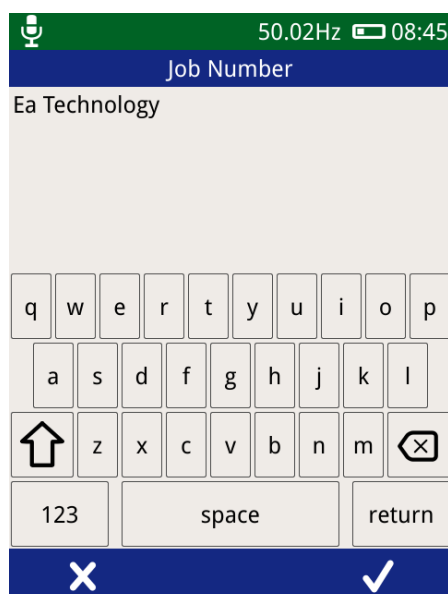 50.02Hz 08:45
Job Number
Ea Technology
q w e r t y u i o p
a s d f g h j k l
z x c v b n m
123 space return